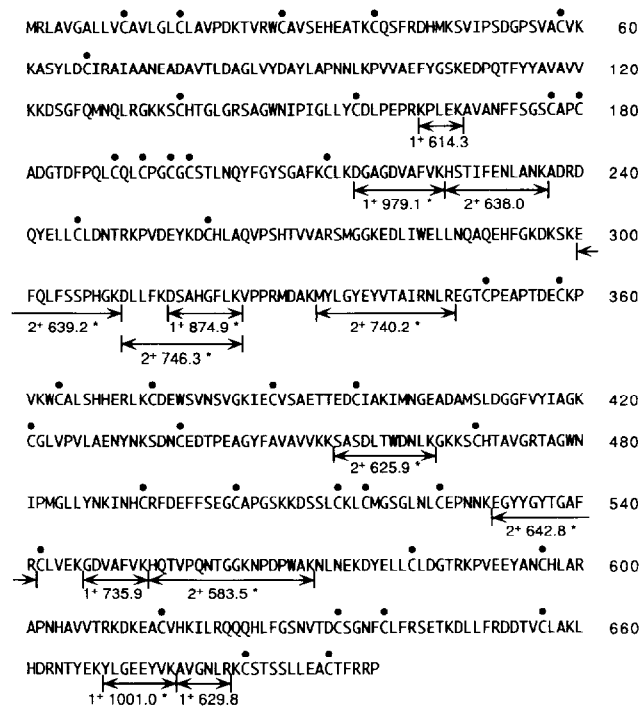 MRLAVGALLVCAVLGLCLAVPDKTVRWCAVSEHEATKCQSFRDHMKSVIPSDGPSVACVK 60
KASYLDCIRAIAANEADAVTLDAGLVYDAYLAPNNLKPVVAEFYGSKEDPQTFYYAVAVV 120
KKDSGFQMNQLRGKKSCHTGLGRSAGWNIPIGLLYCDLPEPRKPLEKAVANFFSGSCAPC 180
1+ 614.3
ADGTDFPQLCQLCPGCGCSTLNQYFGYSGAFKCLKDGAGDVAFVKHSTIFENLANKADRD 240
1+ 979.1 * 2+ 638.0
QYELLCLDNTRKPVDEYKDCHLAQVPSHTVVARSMGGKEDLIWELLNQAQEHFGKDKSKE 300
FQLFSSPHGKDLLFKDSAHGFLKVPPRMDAKMYLGYEYVTAIRNLREGTCPEAPTDECKP 360
2+ 639.2 * 1+ 874.9 * 2+ 740.2 *
2+ 746.3 *
VKWCALSHHERLKCDEWSVNSVGKIECVSAETTEDCIAKIMNGEADAMSLDGGFVYIAGK 420
CGLVPVLAENYNKSDNCEDTPEAGYFAVAVVKKSASDLTWDNLKGKKSCHTAVGRTAGWN 480
2+ 625.9 *
IPMGLLYNKINHCRFDEFFSEGCAPGSKKDSSLCKLCMGSGLNLCEPNNKEGYYGYTGAF 540
2+ 642.8 *
RCLVEKGDVAFVKHQTVPQNTGGKNPDPWAKNLNEKDYELLCLDGTRKPVEEYANCHLAR 600
1+ 735.9 2+ 583.5 *
APNHAVVTRKDKEACVHKILRQQQHLFGSNVTDCSGNFCLFRSETKDLLFRDDTVCLAKL 660
HDRNTYEKYLGEEYVKAVGNLRKCSTSSLLEACTFRRP
1+ 1001.0 * 1+ 629.8